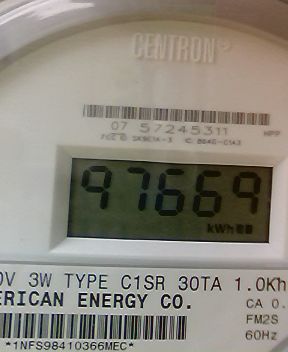 CENTRON
07 57245311
97669
kWh
0V 3W TYPE C1SR 30TA 1.0Kh
ERICAN ENERGY CO.
CA 0.
FM2S
60Hz
*1NFS98410366MEC*